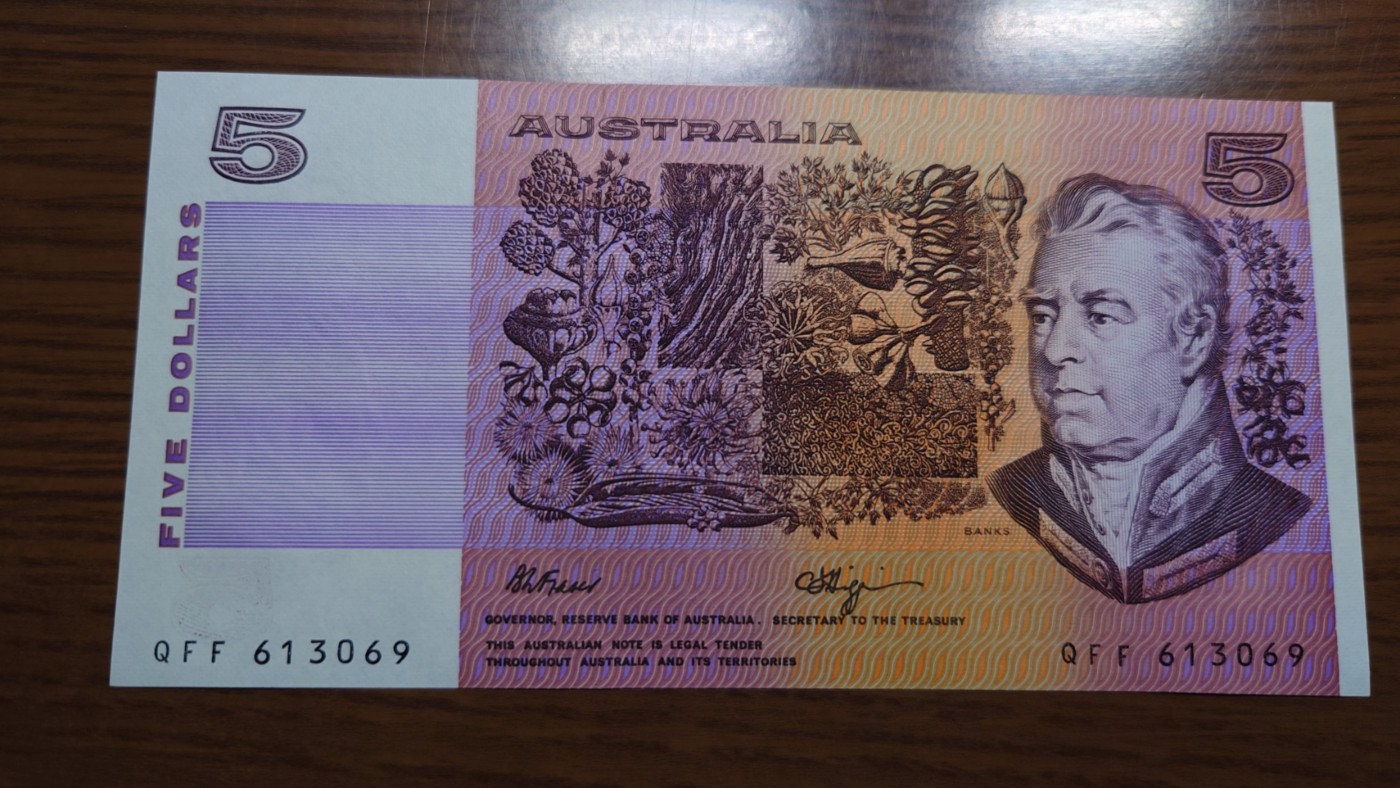 5
AUSTRALIA
5
FIVE DOLLARS
BANKS
GOVERNOR, RESERVE BANK OF AUSTRALIA. SECRETARY TO THE TREASURY
THIS AUSTRALIAN NOTE IS LEGAL TENDER
THROUGHOUT AUSTRALIA AND ITS TERRITORIES
QFF 613069
QFF 613069